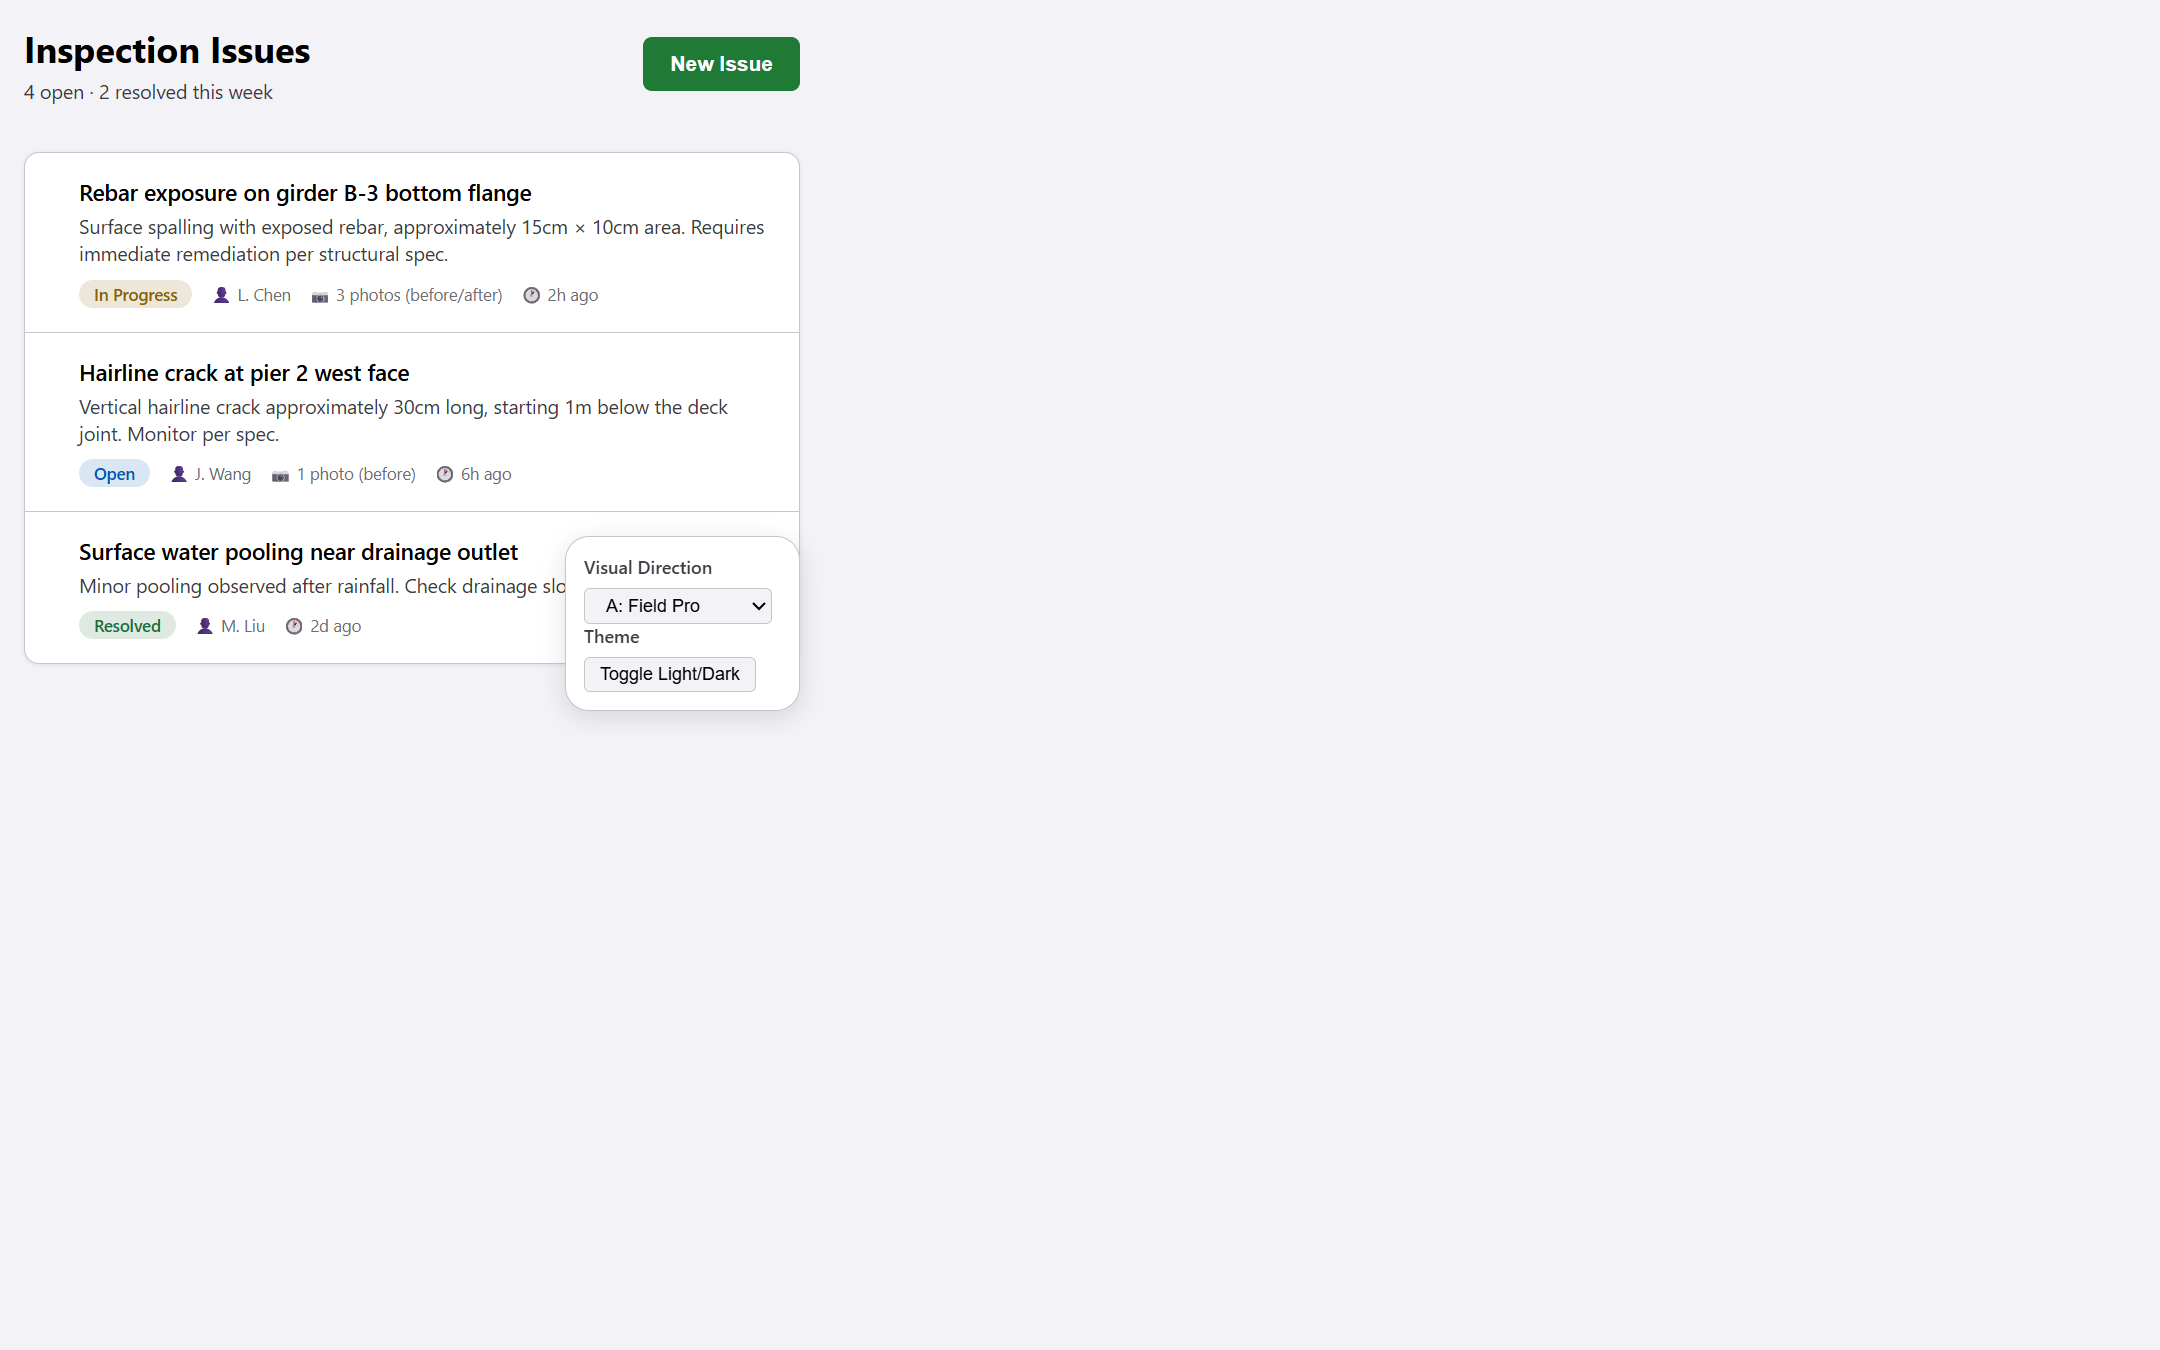 Inspection Issues
4 open · 2 resolved this week
New Issue
Rebar exposure on girder B-3 bottom flange
Surface spalling with exposed rebar, approximately 15cm × 10cm area. Requires
immediate remediation per structural spec.
In Progress L. Chen 3 photos (before/after) 2h ago
Hairline crack at pier 2 west face
Vertical hairline crack approximately 30cm long, starting 1m below the deck
joint. Monitor per spec.
Open J. Wang 1 photo (before) 6h ago
Surface water pooling near drainage outlet
Minor pooling observed after rainfall. Check drainage
Resolved M. Liu 2d ago
Visual Direction
A: Field Pro
Theme
Toggle Light/Dark